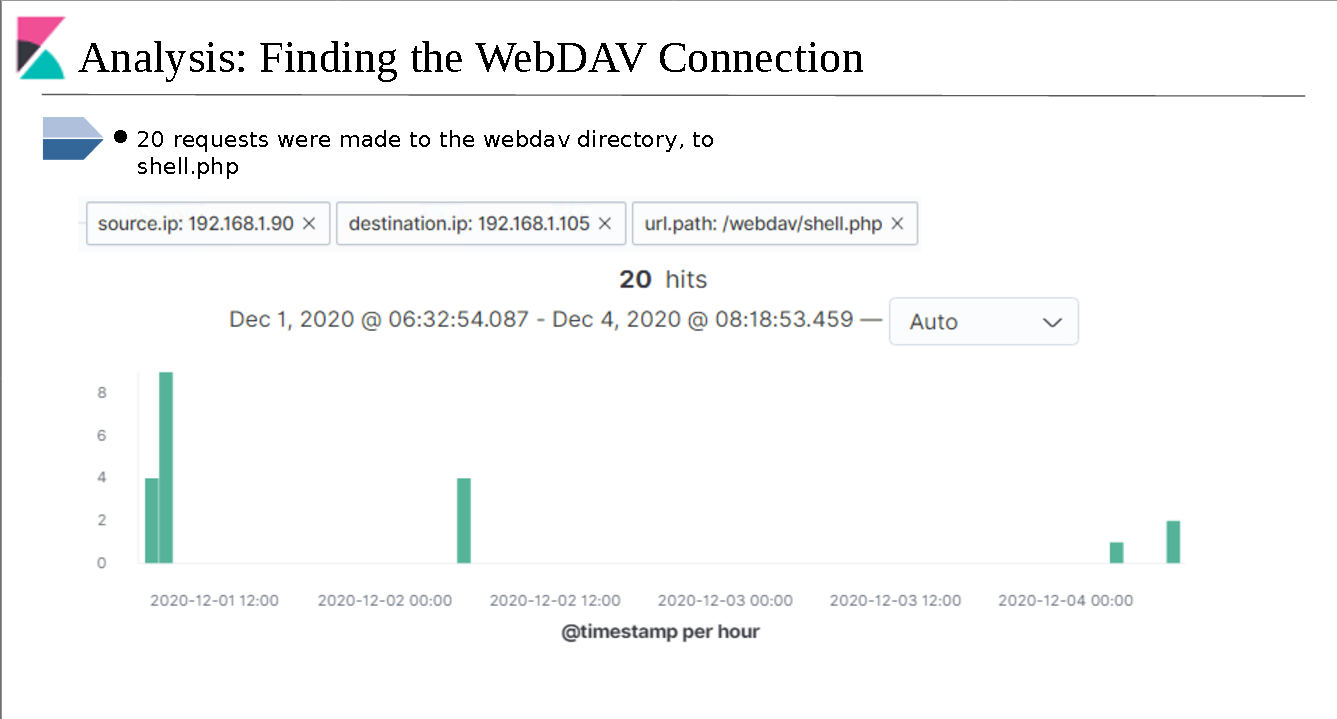 Analysis: Finding the WebDAV Connection
● 20 requests were made to the webdav directory, to
shell.php
source.ip: 192.168.1.90 × destination.ip: 192.168.1.105 × url.path: /webdav/shell.php ×
20 hits
Dec 1, 2020 @ 06:32:54.087 - Dec 4, 2020 @ 08:18:53.459 — Auto
8
6
4
2
0
2020-12-01 12:00 2020-12-02 00:00 2020-12-02 12:00 2020-12-03 00:00 2020-12-03 12:00 2020-12-04 00:00
@timestamp per hour